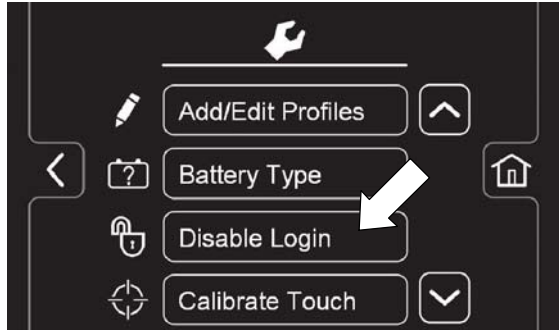 Add/Edit Profiles
Battery Type
Disable Login
Calibrate Touch